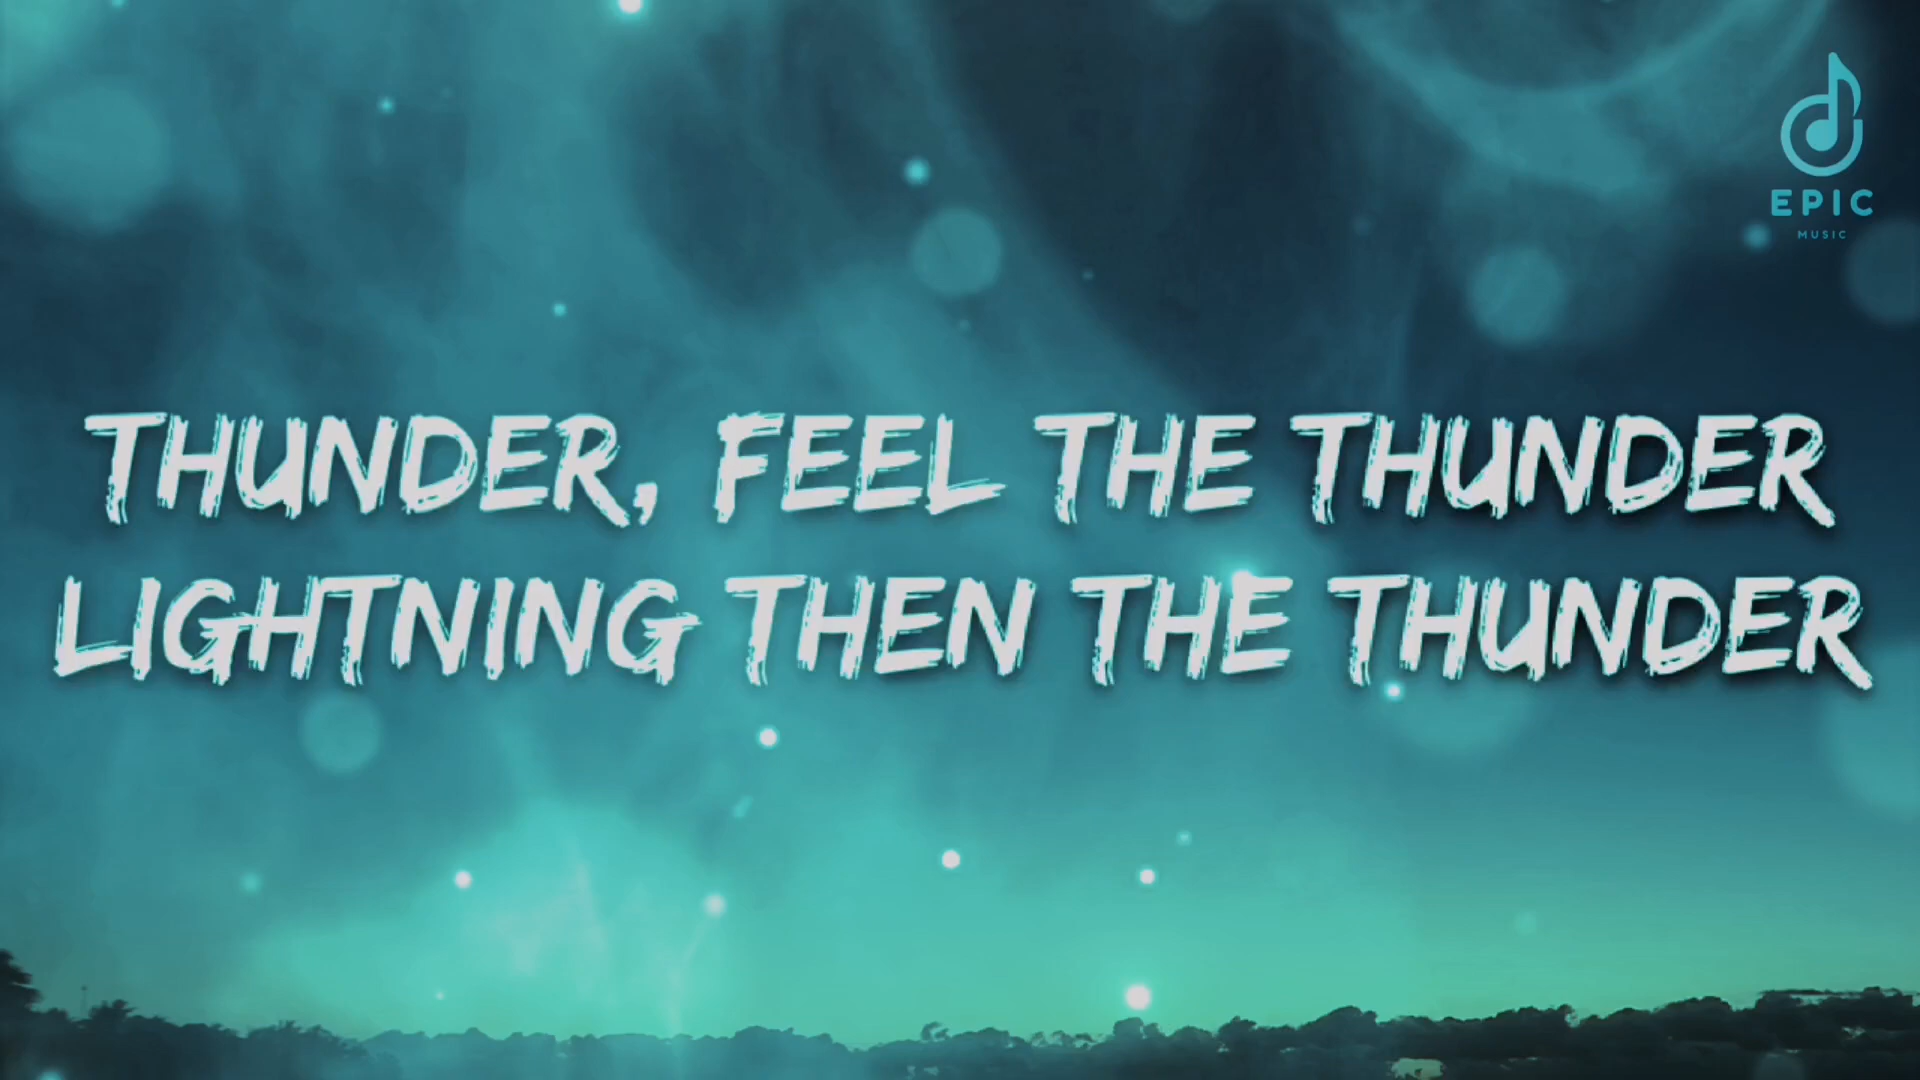 EPIC
MUSIC
THUNDER, FEEL THE THUNDER
LIGHTNING THEN THE THUNDER